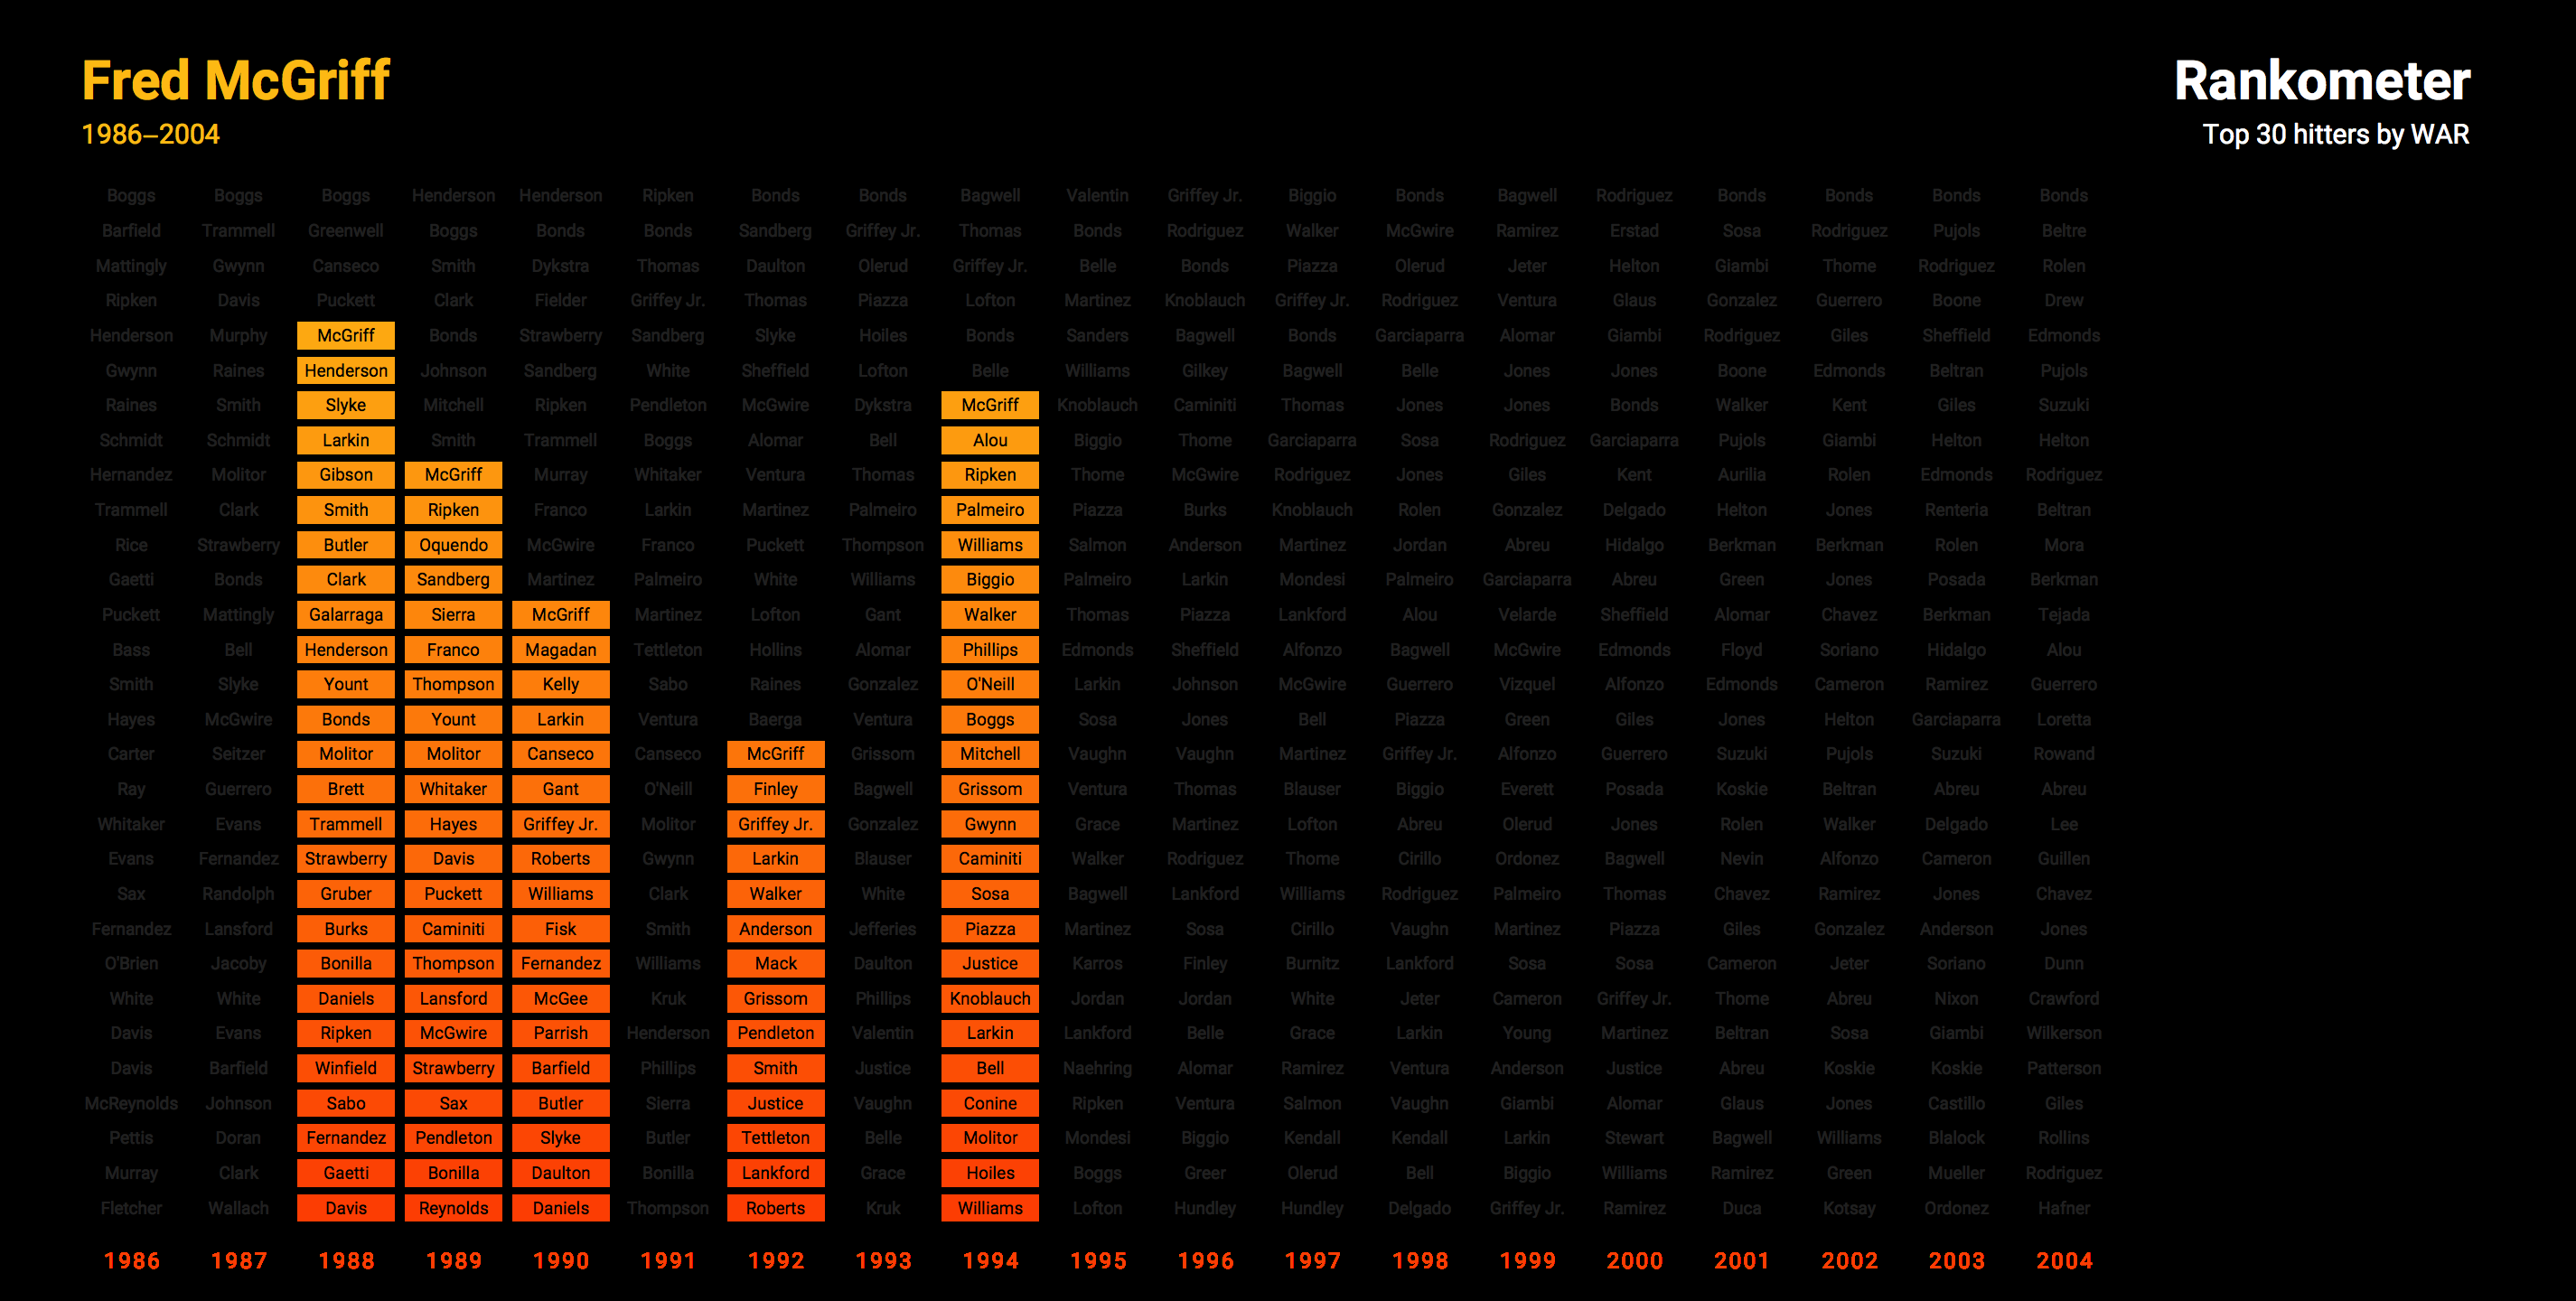 Fred McGriff
Rankometer
1986–2004
Top 30 hitters by WAR
Boggs Boggs Boggs Henderson Henderson Ripken Bonds Bonds Bagwell Valentin Griffey Jr. Biggio Bonds Bagwell Rodriguez Bonds Bonds Bonds Bonds
Barfield Trammell Greenwell Boggs Bonds Bonds Sandberg Griffey Jr. Thomas Bonds Rodriguez Walker McGwire Ramirez Erstad Sosa Rodriguez Pujols Beltre
Mattingly Gwynn Canseco Smith Dykstra Thomas Daulton Olerud Griffey Jr. Belle Bonds Piazza Olerud Jeter Helton Giambi Thome Rodriguez Rolen
Ripken Davis Puckett Clark Fielder Griffey Jr. Thomas Piazza Lofton Martinez Knoblauch Griffey Jr. Rodriguez Ventura Glaus Gonzalez Guerrero Boone Drew
Henderson Murphy McGriff Bonds Strawberry Sandberg Slyke Hoiles Bonds Sanders Bagwell Bonds Garciaparra Alomar Giambi Rodriguez Giles Sheffield Edmonds
Gwynn Raines Henderson Johnson Sandberg White Sheffield Lofton Belle Williams Gilkey Bagwell Belle Jones Jones Boone Edmonds Beltran Pujols
Raines Smith Slyke Mitchell Ripken Pendleton McGwire Dykstra McGriff Knoblauch Caminiti Thomas Jones Jones Bonds Walker Kent Giles Suzuki
Schmidt Schmidt Larkin Smith Trammell Boggs Alomar Bell Alou Biggio Thome Garciaparra Sosa Rodriguez Garciaparra Pujols Giambi Helton Helton
Hernandez Molitor Gibson McGriff Murray Whitaker Ventura Thomas Ripken Thome McGwire Rodriguez Jones Giles Kent Aurilia Rolen Edmonds Rodriguez
Trammell Clark Smith Ripken Franco Larkin Martinez Palmeiro Palmeiro Piazza Burks Knoblauch Rolen Gonzalez Delgado Helton Jones Renteria Beltran
Rice Strawberry Butler Oquendo McGwire Franco Puckett Thompson Williams Salmon Anderson Martinez Jordan Abreu Hidalgo Berkman Berkman Rolen Mora
Gaetti Bonds Clark Sandberg Martinez Palmeiro White Williams Biggio Palmeiro Larkin Mondesi Palmeiro Garciaparra Abreu Green Jones Posada Berkman
Puckett Mattingly Galarraga Sierra McGriff Martinez Lofton Gant Walker Thomas Piazza Lankford Alou Velarde Sheffield Alomar Chavez Berkman Tejada
Bass Bell Henderson Franco Magadan Tettleton Hollins Alomar Phillips Edmonds Sheffield Alfonzo Bagwell McGwire Edmonds Floyd Soriano Hidalgo Alou
Smith Slyke Yount Thompson Kelly Sabo Raines Gonzalez O'Neill Larkin Johnson McGwire Guerrero Vizquel Alfonzo Edmonds Cameron Ramirez Guerrero
Hayes McGwire Bonds Yount Larkin Ventura Baerga Ventura Boggs Sosa Jones Bell Piazza Green Giles Jones Helton Garciaparra Loretta
Carter Seitzer Molitor Molitor Canseco Canseco McGriff Grissom Mitchell Vaughn Vaughn Martinez Griffey Jr. Alfonzo Guerrero Suzuki Pujols Suzuki Rowand
Ray Guerrero Brett Whitaker Gant O'Neill Finley Bagwell Grissom Ventura Thomas Blauser Biggio Everett Posada Koskie Beltran Abreu Abreu
Whitaker Evans Trammell Hayes Griffey Jr. Molitor Griffey Jr. Gonzalez Gwynn Grace Martinez Lofton Abreu Olerud Jones Rolen Walker Delgado Lee
Evans Fernandez Strawberry Davis Roberts Gwynn Larkin Blauser Caminiti Walker Rodriguez Thome Cirillo Ordonez Bagwell Nevin Alfonzo Cameron Guillen
Sax Randolph Gruber Puckett Williams Clark Walker White Sosa Bagwell Lankford Williams Rodriguez Palmeiro Thomas Chavez Ramirez Jones Chavez
Fernandez Lansford Burks Caminiti Fisk Smith Anderson Jefferies Piazza Martinez Sosa Cirillo Vaughn Martinez Piazza Giles Gonzalez Anderson Jones
O'Brien Jacoby Bonilla Thompson Fernandez Williams Mack Daulton Justice Karros Finley Burnitz Lankford Sosa Sosa Cameron Jeter Soriano Dunn
White White Daniels Lansford McGee Kruk Grissom Phillips Knoblauch Jordan Jordan White Jeter Cameron Griffey Jr. Thome Abreu Nixon Crawford
Davis Evans Ripken McGwire Parrish Henderson Pendleton Valentin Larkin Lankford Belle Grace Larkin Young Martinez Beltran Sosa Giambi Wilkerson
Davis Barfield Winfield Strawberry Barfield Phillips Smith Justice Bell Naehring Alomar Ramirez Ventura Anderson Justice Abreu Koskie Koskie Patterson
McReynolds Johnson Sabo Sax Butler Sierra Justice Vaughn Conine Ripken Ventura Salmon Vaughn Giambi Alomar Glaus Jones Castillo Giles
Pettis Doran Fernandez Pendleton Slyke Butler Tettleton Belle Molitor Mondesi Biggio Kendall Kendall Larkin Stewart Bagwell Williams Blalock Rollins
Murray Clark Gaetti Bonilla Daulton Bonilla Lankford Grace Hoiles Boggs Greer Olerud Bell Biggio Williams Ramirez Green Mueller Rodriguez
Fletcher Wallach Davis Reynolds Daniels Thompson Roberts Kruk Williams Lofton Hundley Hundley Delgado Griffey Jr. Ramirez Duca Kotsay Ordonez Hafner
1986 1987 1988 1989 1990 1991 1992 1993 1994 1995 1996 1997 1998 1999 2000 2001 2002 2003 2004